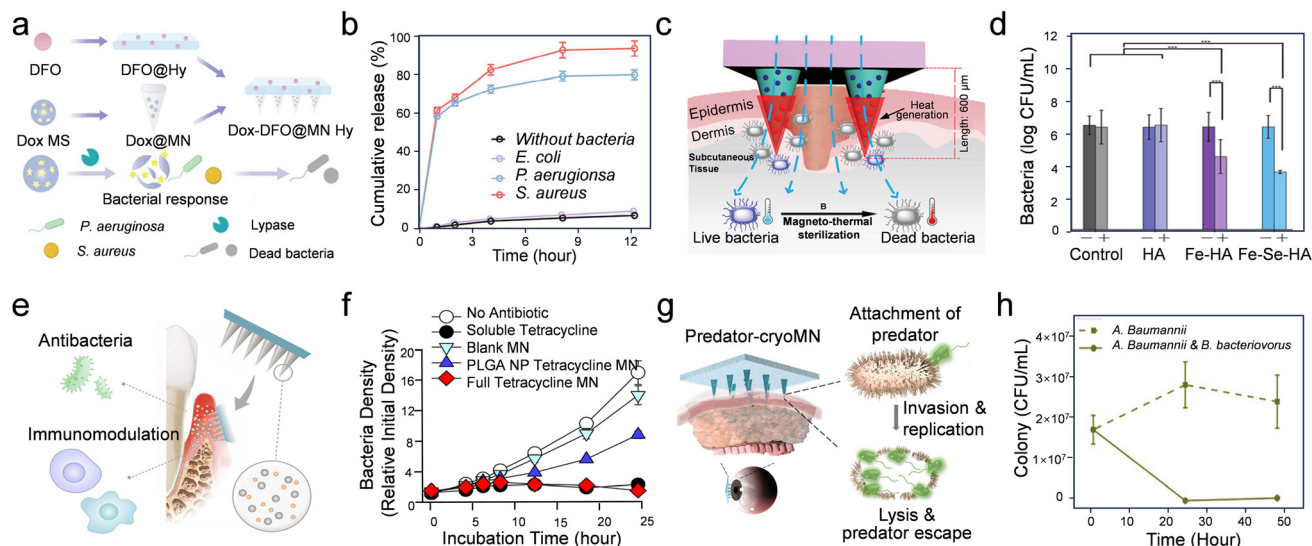 a
DFO
DFO@Hy
Dox MS
Dox@MN
Dox-DFO@MN Hy
Bacterial response
P. aeruginosa
Lypase
S. aureus
Dead bacteria
b
Cumulative release (%)
100
80
60
40
20
0
0
3
6
9
12
Time (hour)
Without bacteria
E. coli
P. aerugionsa
S. aureus
c
Epidermis
Dermis
Subcutaneous
Tissue
Heat
generation
Length: 600 μm
B
Magneto-thermal
sterilization
Live bacteria
Dead bacteria
d
Bacteria (log CFU/mL)
12
10
8
6
4
2
0
***
***
***
***
− + − + − + − +
Control HA Fe-HA Fe-Se-HA
e
Antibacteria
Immunomodulation
f
No Antibiotic
Soluble Tetracycline
Blank MN
PLGA NP Tetracycline MN
Full Tetracycline MN
Bacteria Density
(Relative Initial Density)
20
16
12
8
4
0
0 5 10 15 20 25
Incubation Time (hour)
g
Predator-cryoMN
Attachment of
predator
Invasion &
replication
Lysis &
predator escape
h
A. Baumannii
A. Baumannii & B. bacteriovorus
Colony (CFU/mL)
4×10⁷
3×10⁷
2×10⁷
1×10⁷
0
0 10 20 30 40 50
Time (Hour)